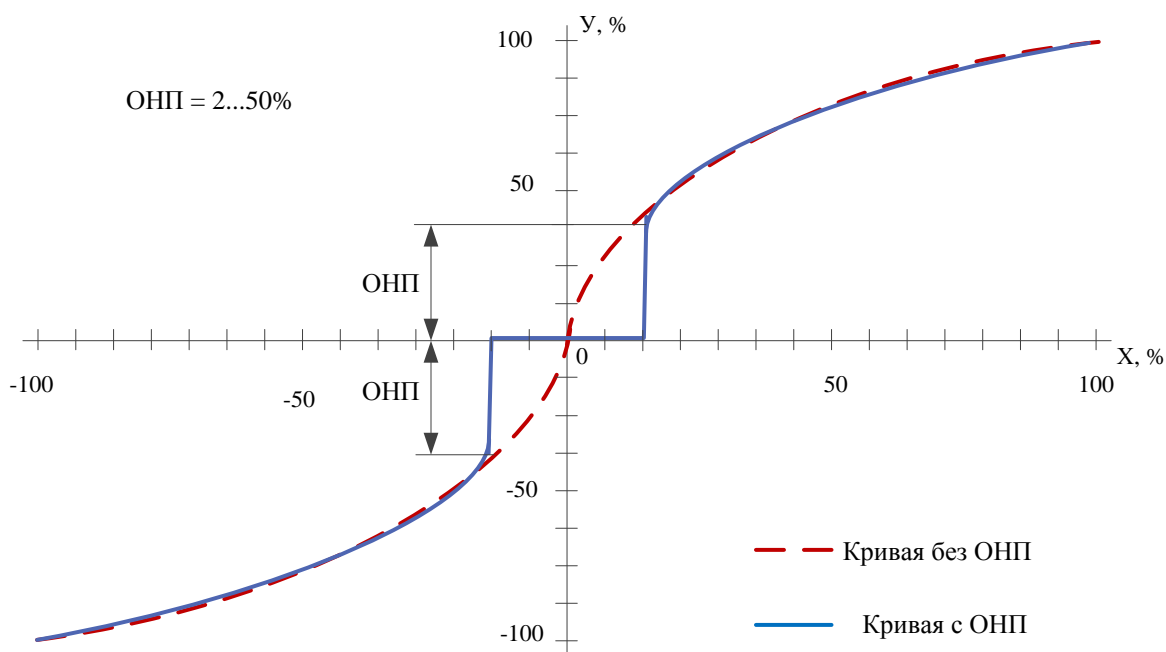 У, %
100
ОНП = 2...50%
50
ОНП
0
Х, %
-100
-50
ОНП
50
100
-50
Кривая без ОНП
Кривая с ОНП
-100